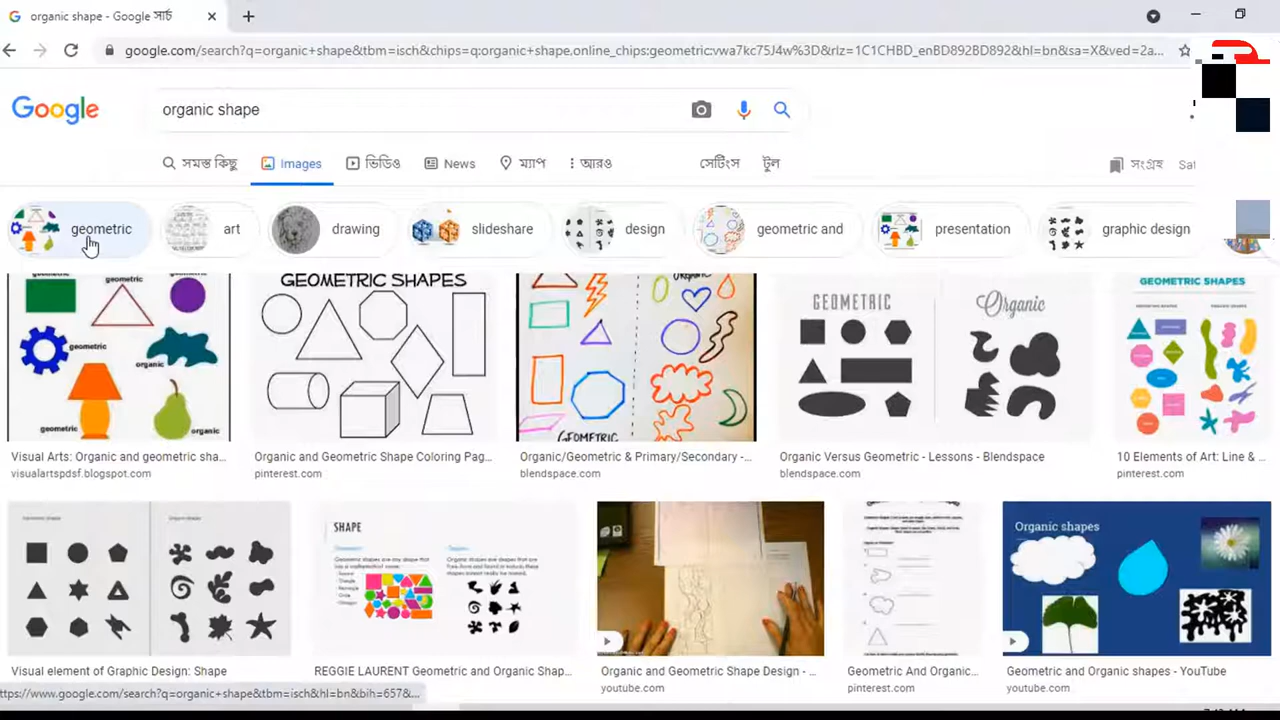 organic shape - Google সার্চ
google.com/search?q=organic+shape&tbm=isch&chips=q:organic+shape,online_chips:geometric:vwa7kc75J4w%3D&rlz=1C1CHBD_enBD892BD892&hl=bn&sa=X&ved=2a...
Google
organic shape
সমস্ত কিছু Images ভিডিও News ম্যাপ আরও সেটিংস টুল সংগ্রহ Saf
geometric art drawing slideshare design geometric and presentation graphic design
geometric
geometric
organic
geometric
organic
GEOMETRIC SHAPES
GEOMETRIC
GEOMETRIC
Organic
GEOMETRIC SHAPES
Visual Arts: Organic and geometric sha...
visualartspdsf.blogspot.com
Organic and Geometric Shape Coloring Pag...
pinterest.com
Organic/Geometric & Primary/Secondary -...
blendspace.com
Organic Versus Geometric - Lessons - Blendspace
blendspace.com
10 Elements of Art: Line & ...
pinterest.com
SHAPE
Organic shapes
Visual element of Graphic Design: Shape
REGGIE LAURENT Geometric and Organic Shap...
Organic and Geometric Shape Design - ...
youtube.com
Geometric And Organic...
pinterest.com
Geometric and Organic shapes - YouTube
youtube.com
ttps://www.google.com/search?q=organic+shape&tbm=isch&hl=bn&bih=657&...